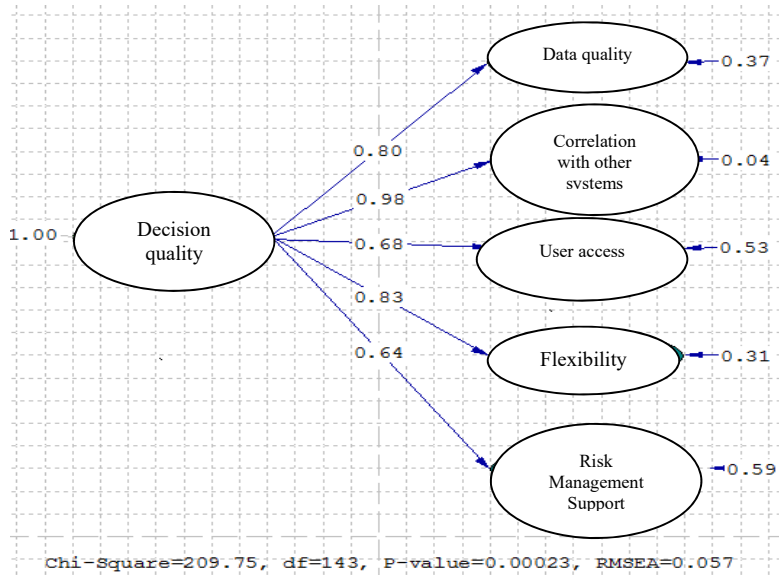 Data quality
0.37
0.80
Correlation
with other
systems
0.04
0.98
1.00
Decision
quality
0.68
User access
0.53
0.83
Flexibility
0.31
0.64
Risk
Management
Support
0.59
Chi-Square=209.75, df=143, P-value=0.00023, RMSEA=0.057